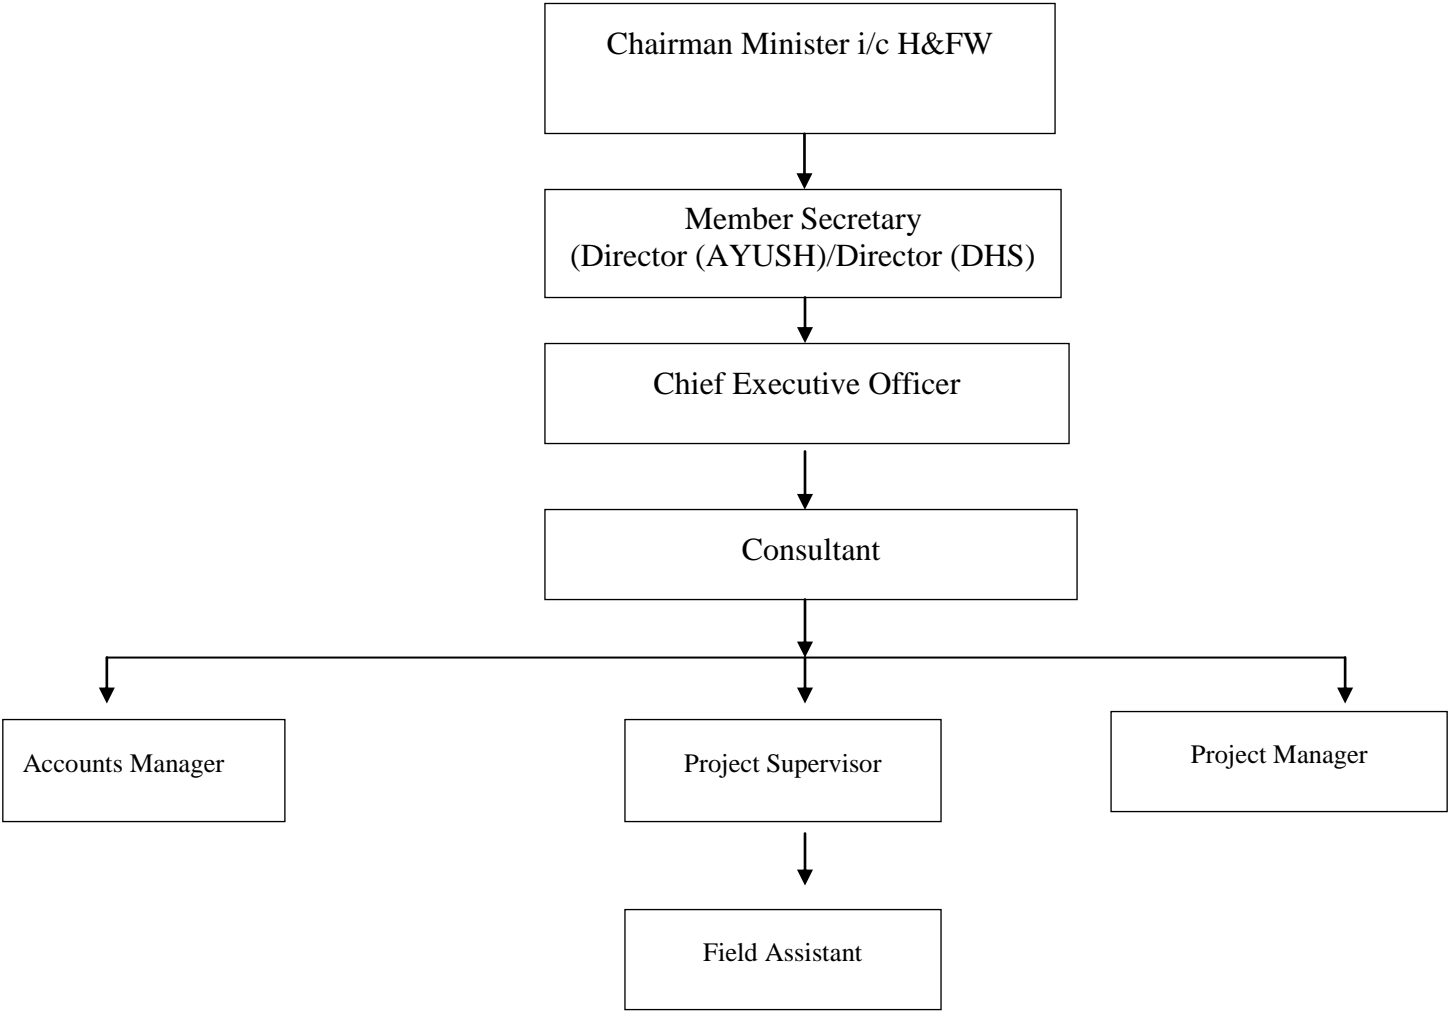 Chairman Minister i/c H&FW
Member Secretary
(Director (AYUSH)/Director (DHS)
Chief Executive Officer
Consultant
Accounts Manager
Project Supervisor
Project Manager
Field Assistant